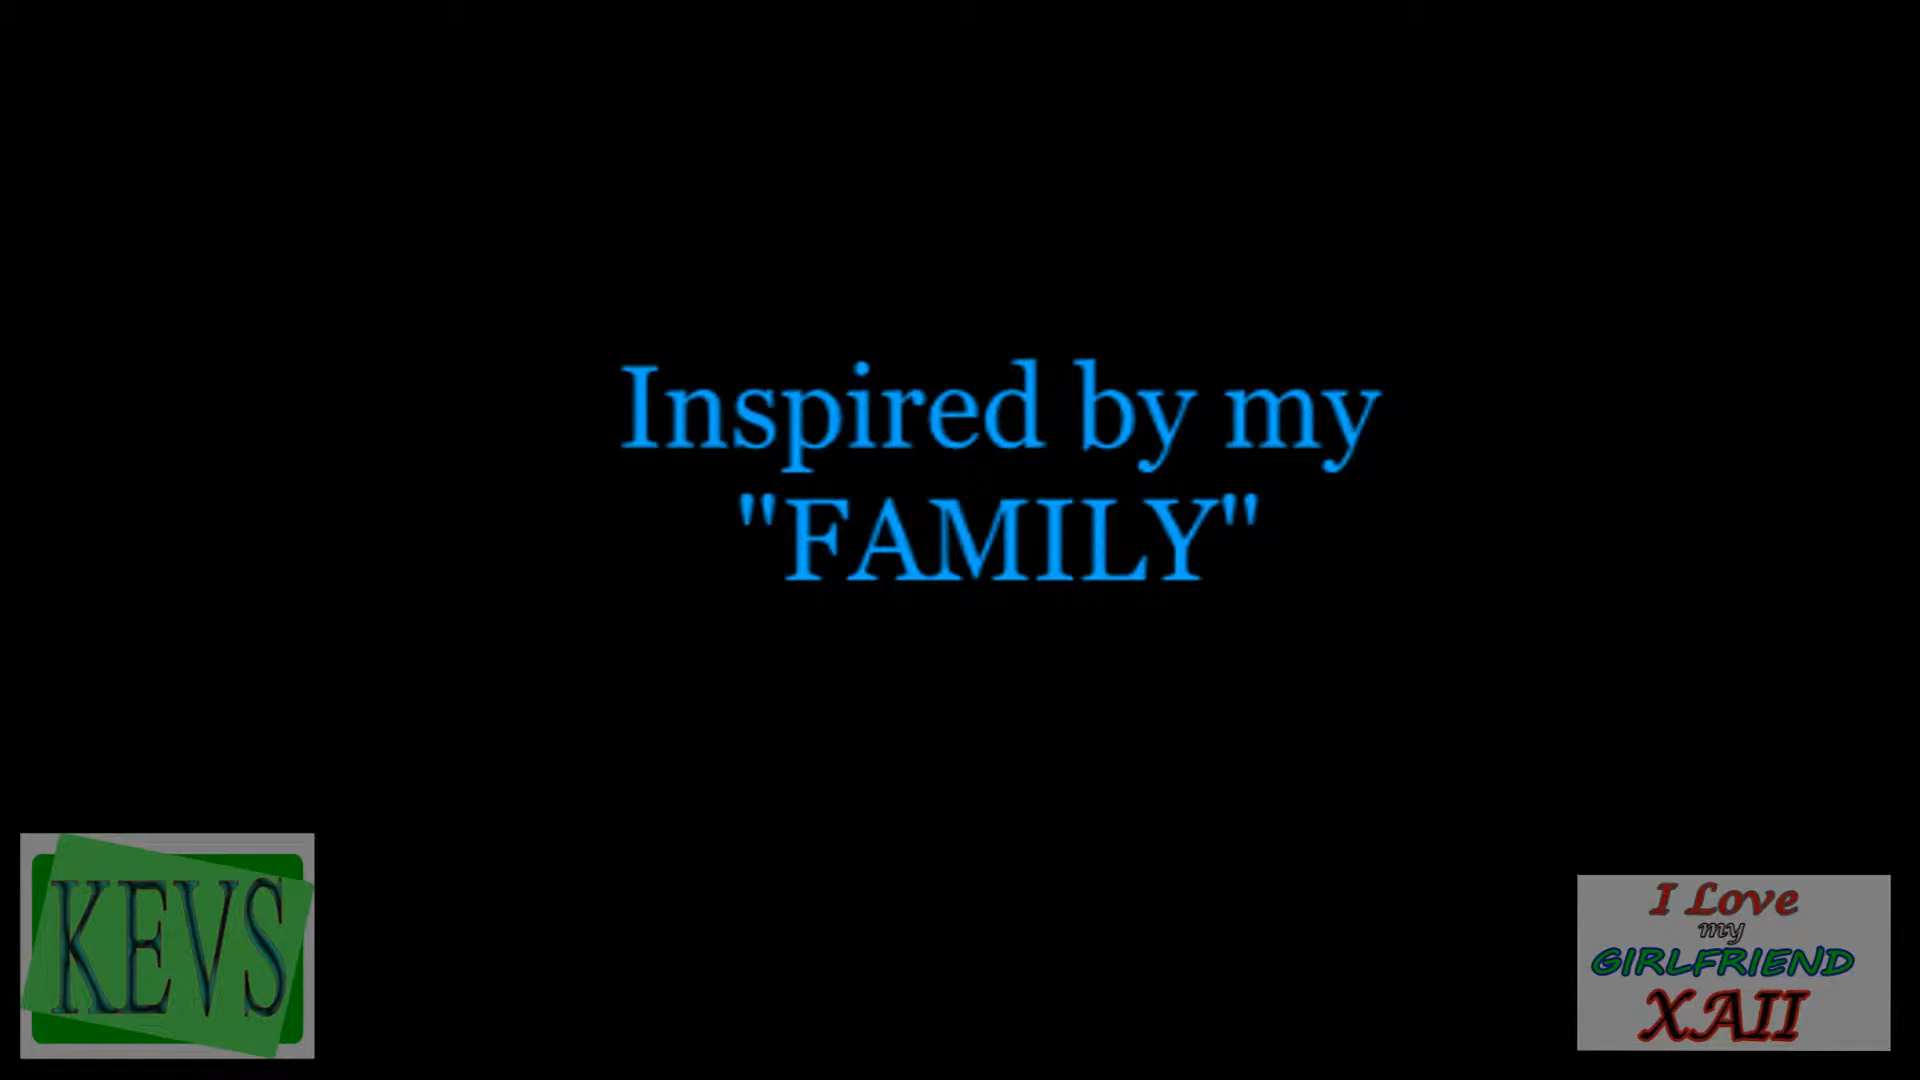 Inspired by my
"FAMILY"
KEVS
I Love
my
GIRLFRIEND
XAII